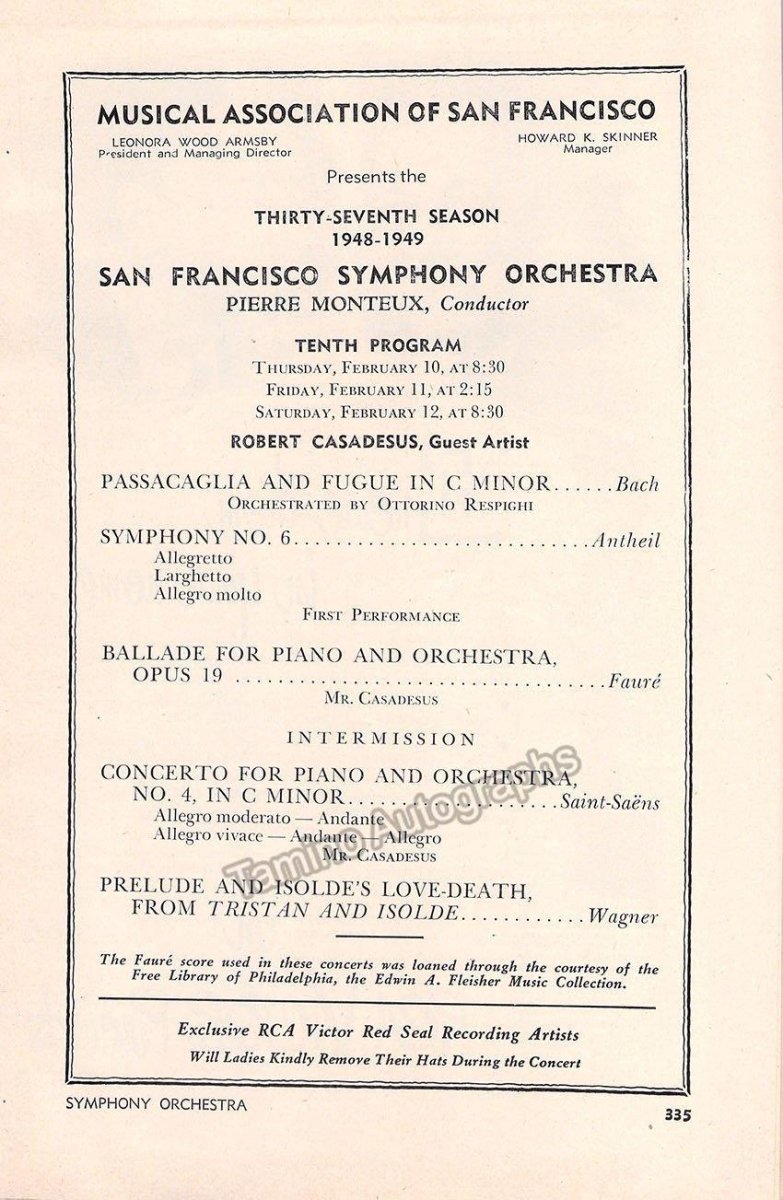 MUSICAL ASSOCIATION OF SAN FRANCISCO
LEONORA WOOD ARMSBY
President and Managing Director
HOWARD K. SKINNER
Manager
Presents the
THIRTY-SEVENTH SEASON
1948-1949
SAN FRANCISCO SYMPHONY ORCHESTRA
PIERRE MONTEUX, Conductor
TENTH PROGRAM
THURSDAY, FEBRUARY 10, AT 8:30
FRIDAY, FEBRUARY 11, AT 2:15
SATURDAY, FEBRUARY 12, AT 8:30
ROBERT CASADESUS, Guest Artist
PASSACAGLIA AND FUGUE IN C MINOR......Bach
ORCHESTRATED BY OTTORINO RESPIGHI
SYMPHONY NO. 6............................Antheil
Allegretto
Larghetto
Allegro molto
FIRST PERFORMANCE
BALLADE FOR PIANO AND ORCHESTRA,
OPUS 19 ...................................Fauré
MR. CASADESUS
INTERMISSION
CONCERTO FOR PIANO AND ORCHESTRA,
NO. 4, IN C MINOR....................Saint-Saëns
Allegro moderato — Andante
Allegro vivace — Andante — Allegro
MR. CASADESUS
Tamino Autographs
PRELUDE AND ISOLDE'S LOVE-DEATH,
FROM TRISTAN AND ISOLDE............Wagner
The Fauré score used in these concerts was loaned through the courtesy of the
Free Library of Philadelphia, the Edwin A. Fleisher Music Collection.
Exclusive RCA Victor Red Seal Recording Artists
Will Ladies Kindly Remove Their Hats During the Concert
SYMPHONY ORCHESTRA
335